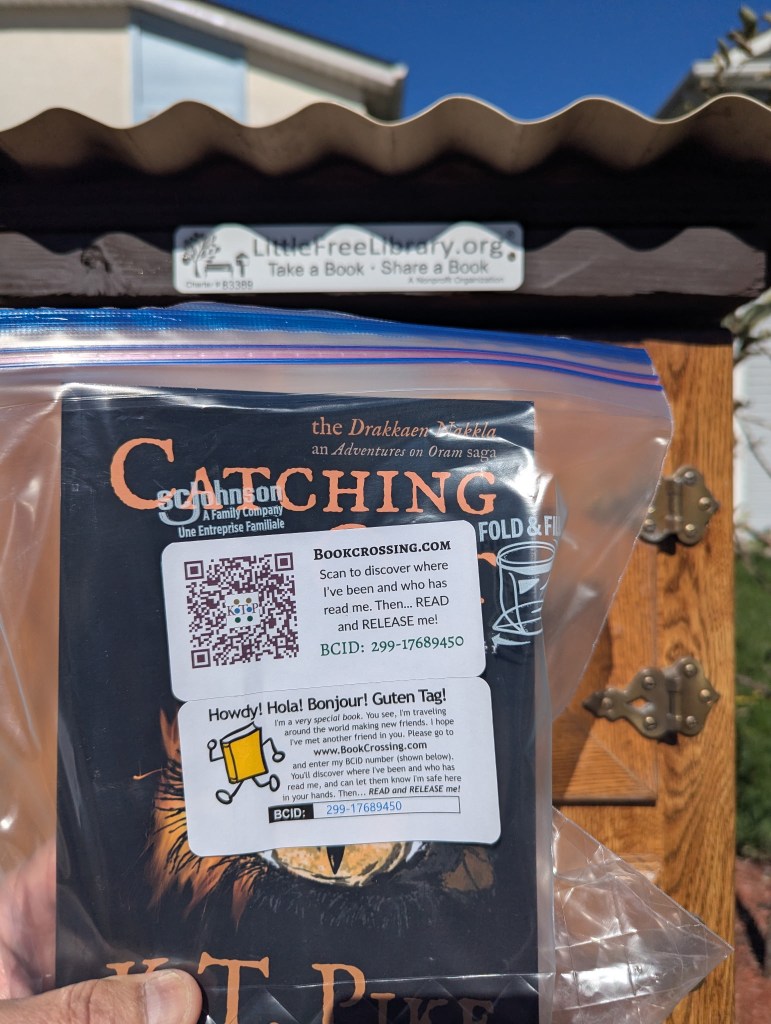 LittleFreeLibrary.org
Take a Book · Share a Book
Charter # 83389
A Nonprofit Organization
the Drakkaen Nakkla
an Adventures on Oram saga
CATCHING
scjohnson
A Family Company
Une Entreprise Familiale
FOLD &
BOOKCROSSING.COM
Scan to discover where
I've been and who has
read me. Then... READ
and RELEASE me!
BCID: 299-17689450
K T P
Howdy! Hola! Bonjour! Guten Tag!
I'm a very special book. You see, I'm traveling
around the world making new friends. I hope
I've met another friend in you. Please go to
www.BookCrossing.com
and enter my BCID number (shown below).
You'll discover where I've been and who has
read me, and can let them know I'm safe here
in your hands. Then... READ and RELEASE me!
BCID: 299-17689450
K. T. PIKE